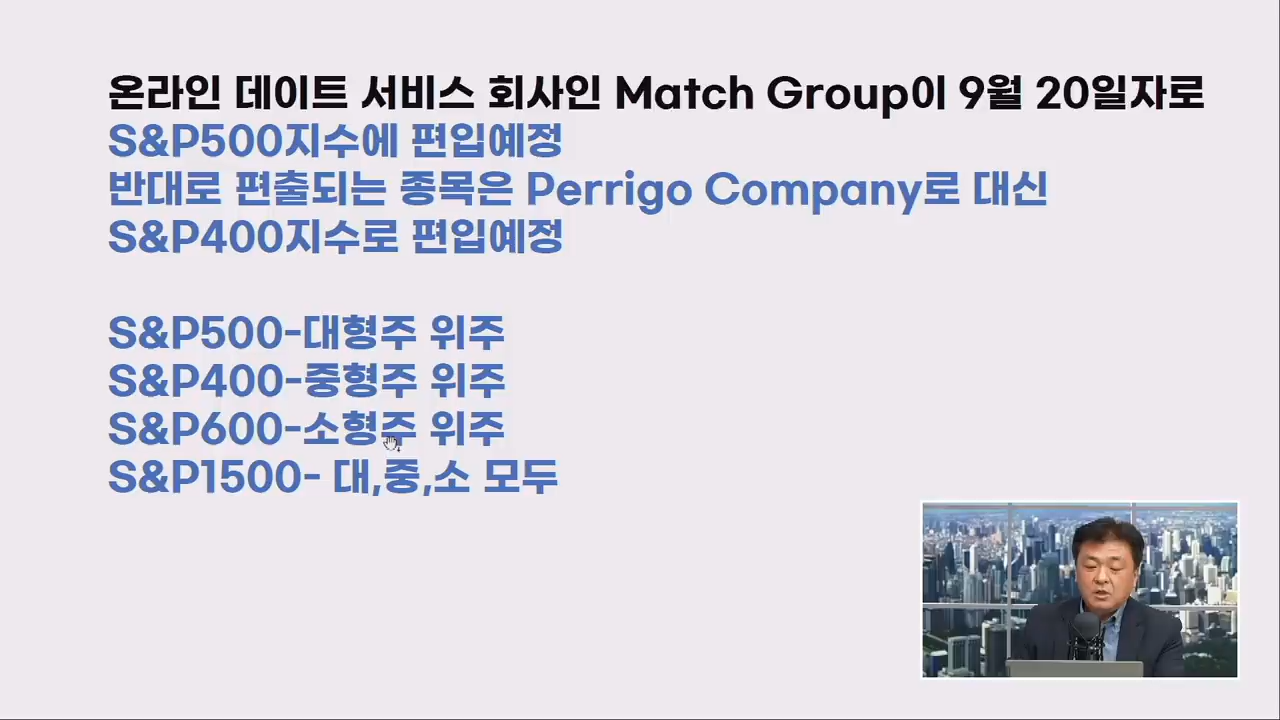 온라인 데이트 서비스 회사인 Match Group이 9월 20일자로
S&P500지수에 편입예정
반대로 편출되는 종목은 Perrigo Company로 대신
S&P400지수로 편입예정
S&P500-대형주 위주
S&P400-중형주 위주
S&P600-소형주 위주
S&P1500- 대,중,소 모두